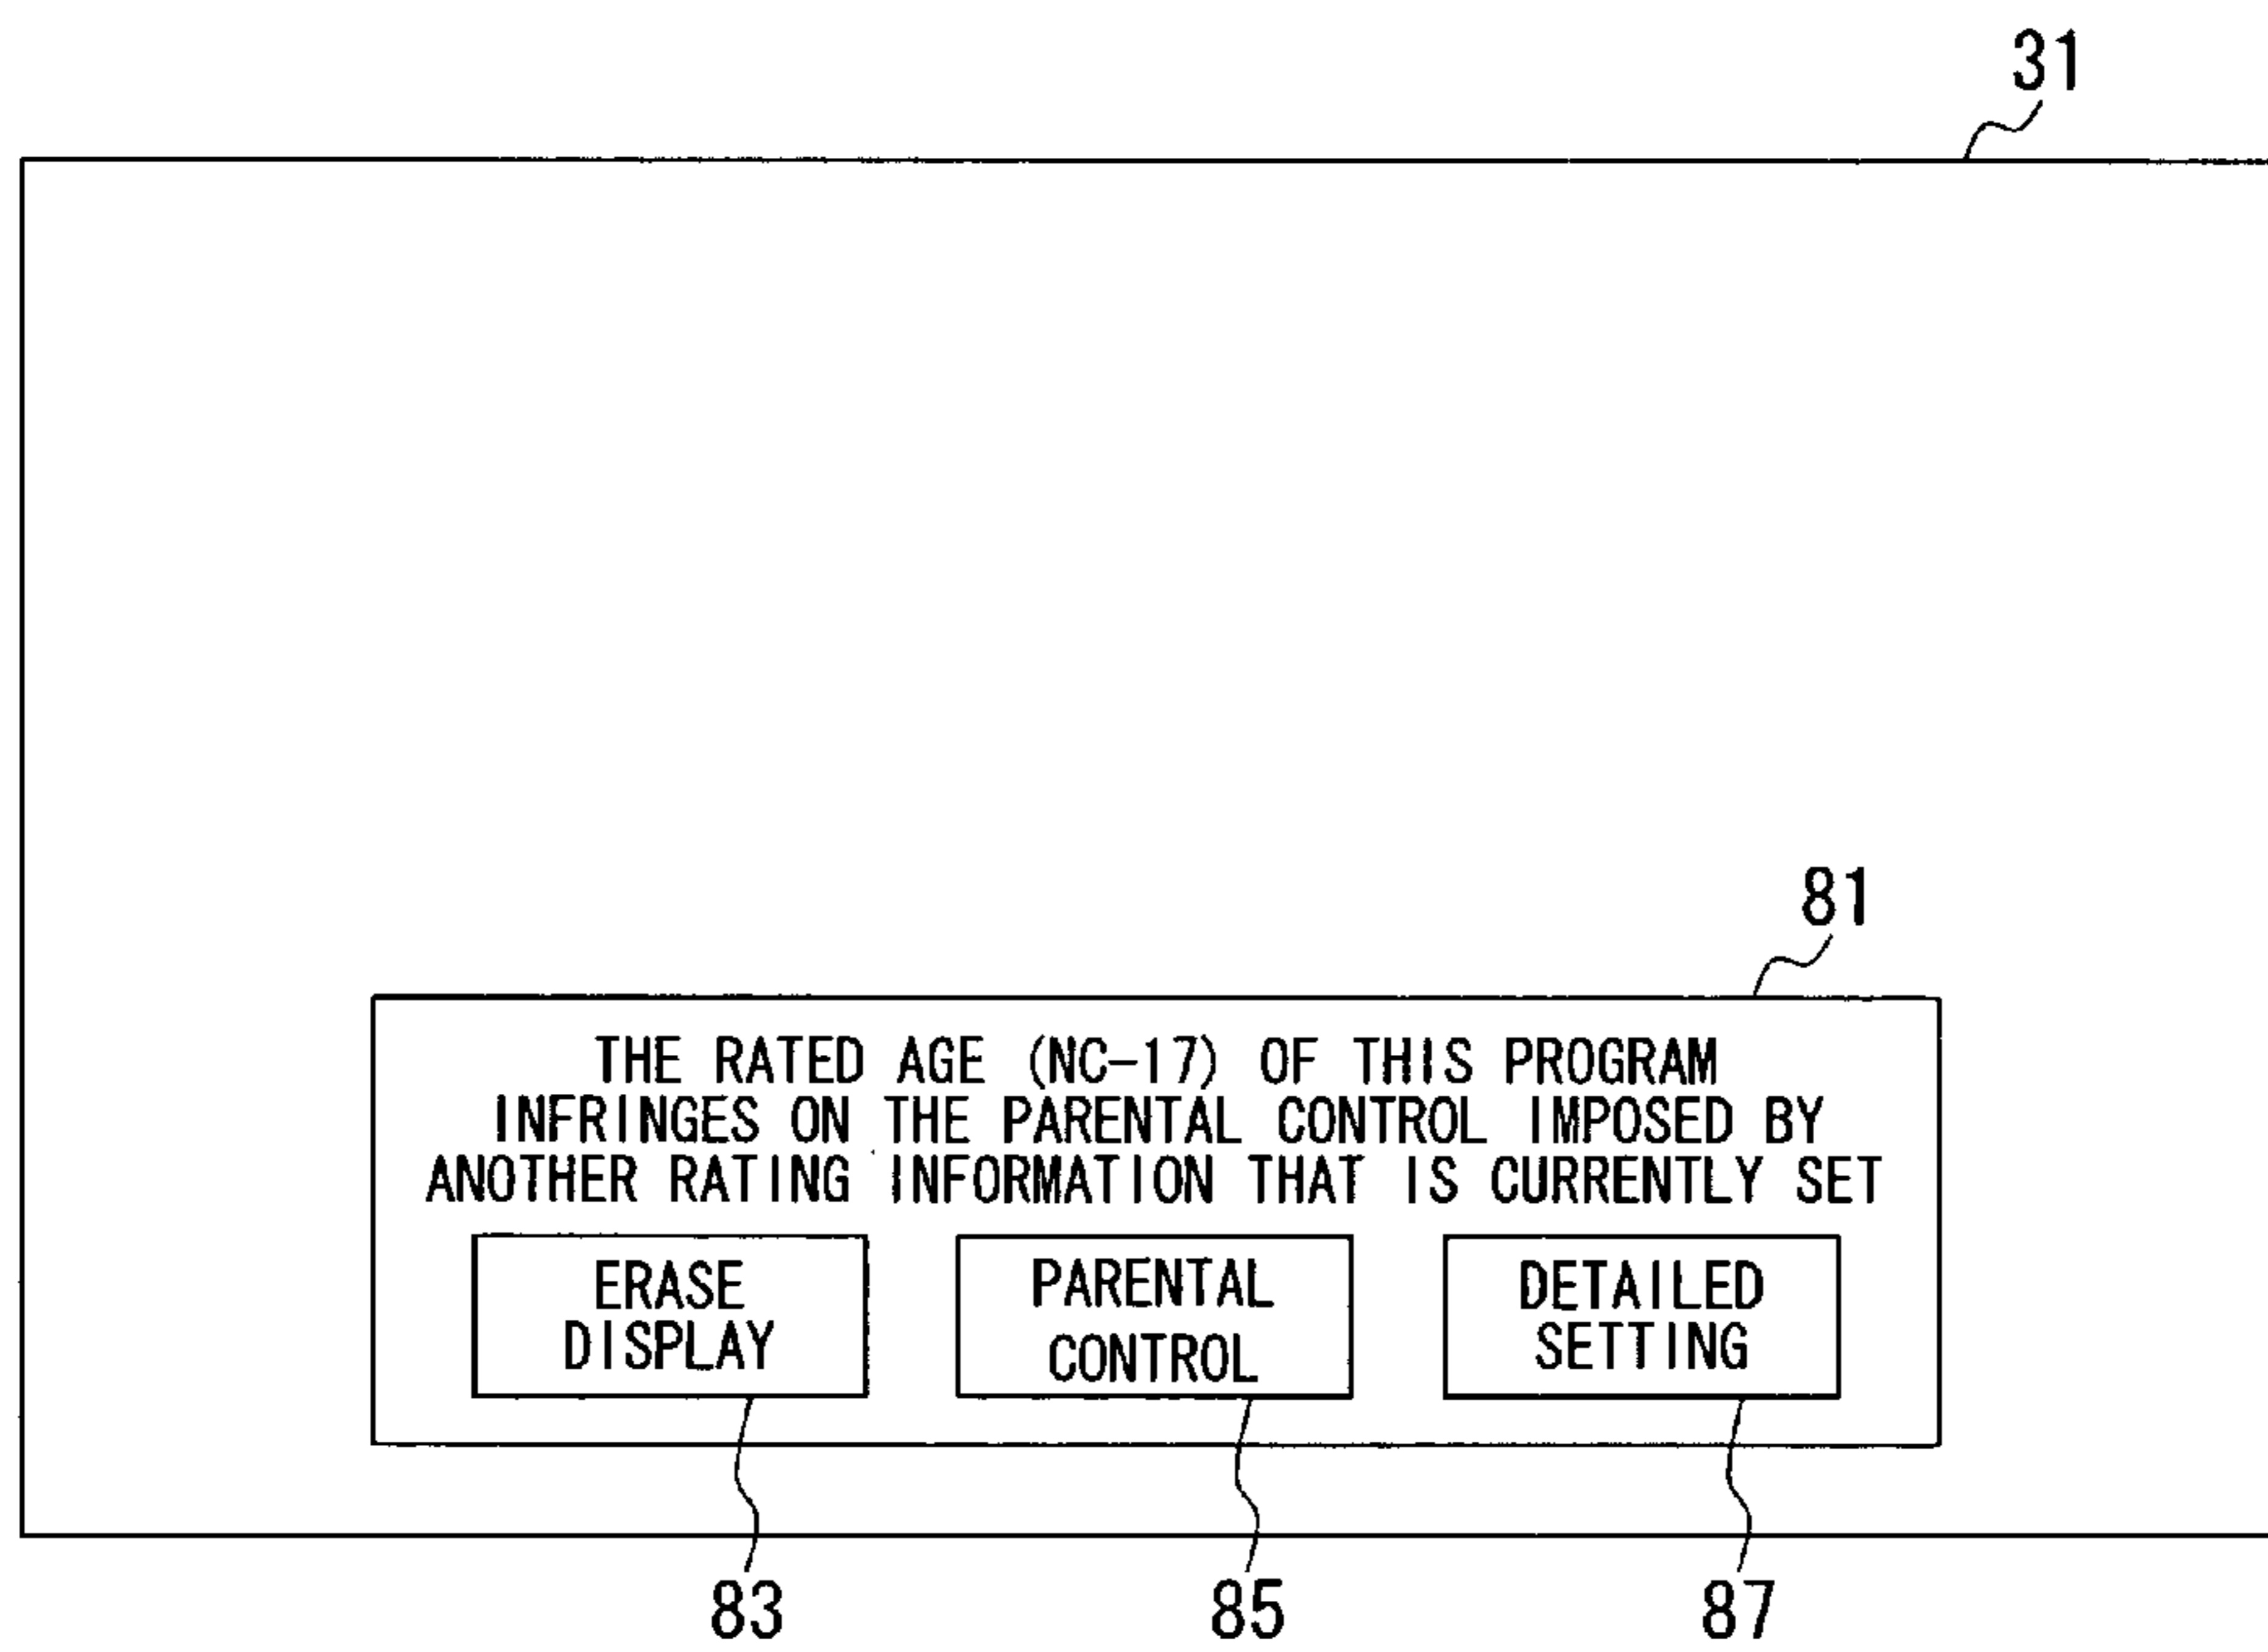 31
81
THE RATED AGE (NC-17) OF THIS PROGRAM
INFRINGES ON THE PARENTAL CONTROL IMPOSED BY
ANOTHER RATING INFORMATION THAT IS CURRENTLY SET
ERASE
DISPLAY
PARENTAL
CONTROL
DETAILED
SETTING
83
85
87